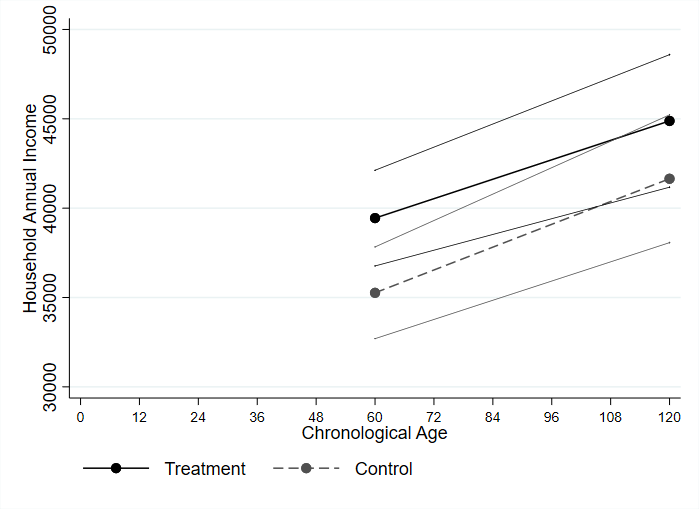 Household Annual Income
50000
45000
40000
35000
30000
0 12 24 36 48 60 72 84 96 108 120
Chronological Age
Treatment Control